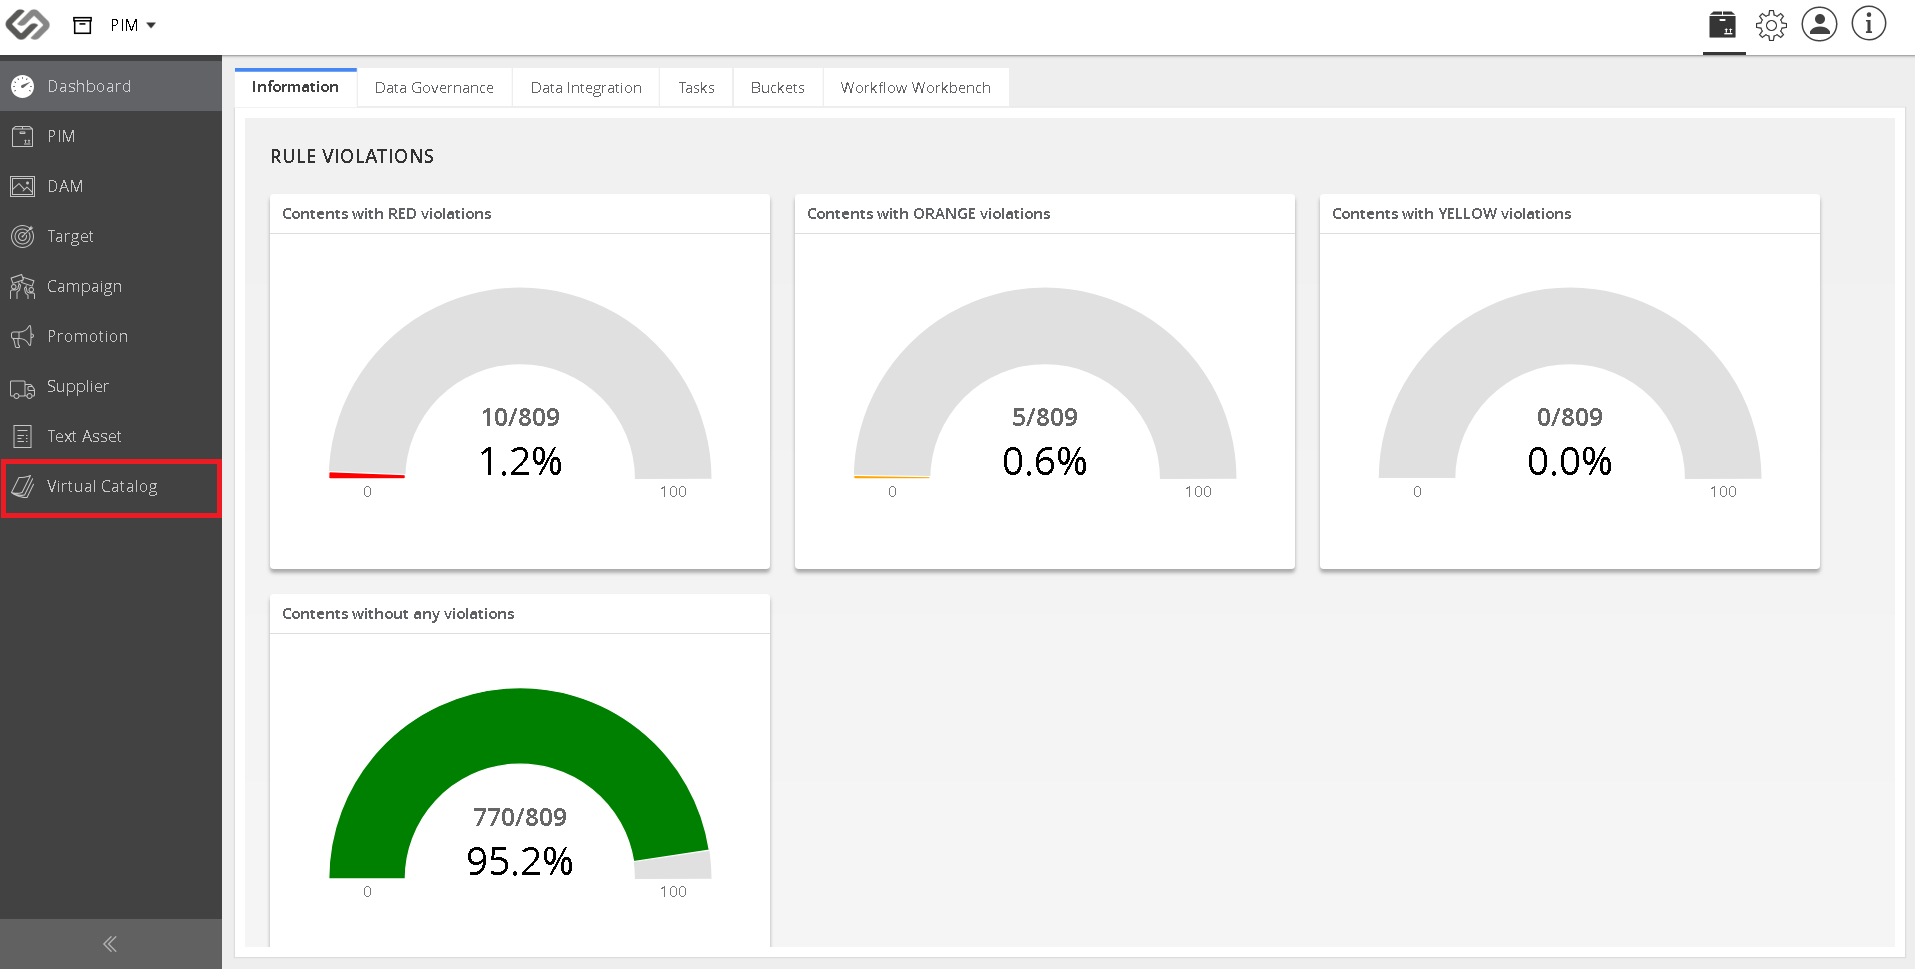 PIM
Dashboard
PIM
DAM
Target
Campaign
Promotion
Supplier
Text Asset
Virtual Catalog
Information
Data Governance
Data Integration
Tasks
Buckets
Workflow Workbench
RULE VIOLATIONS
Contents with RED violations
10/809
1.2%
0
100
Contents with ORANGE violations
5/809
0.6%
0
100
Contents with YELLOW violations
0/809
0.0%
0
100
Contents without any violations
770/809
95.2%
0
100